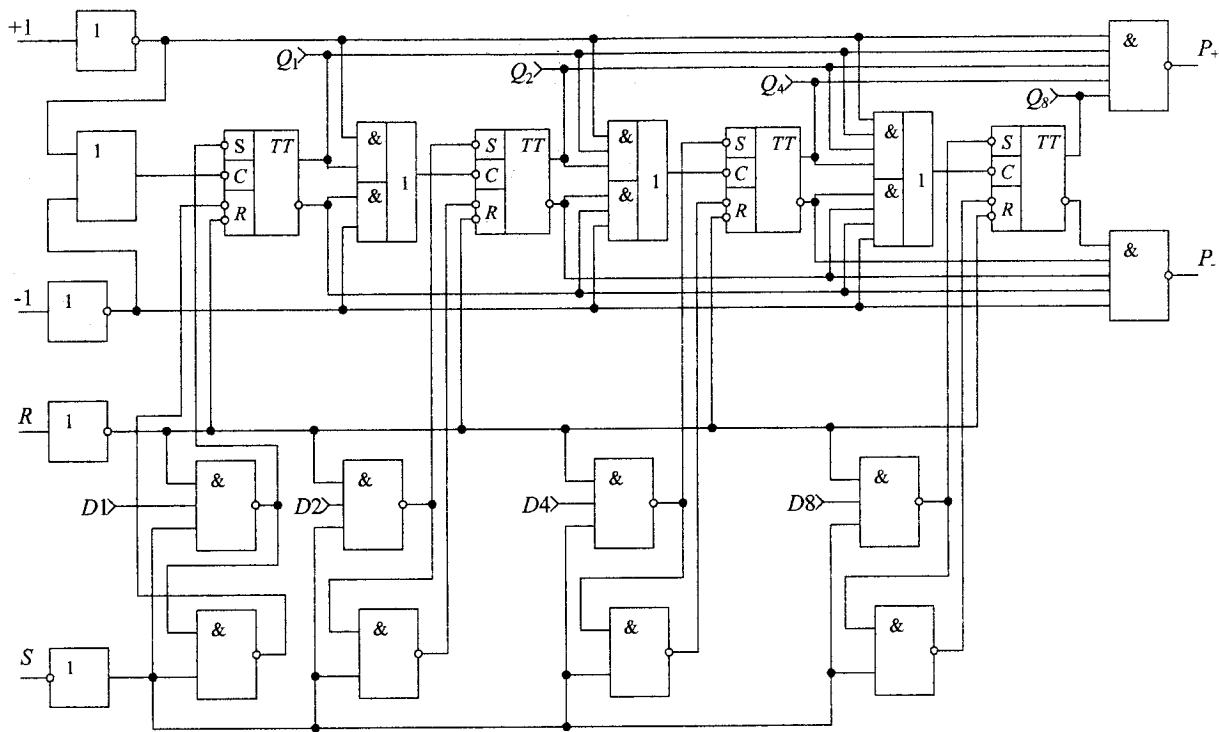 +1 1 & P+
Q1 Q2 Q4 Q8
1 S TT & 1 S TT & 1 S TT & 1 S TT
C & C & C & C
R R R R
-1 1 & P-
R 1
D1 & D2 & D4 & D8 &
& & & &
S 1